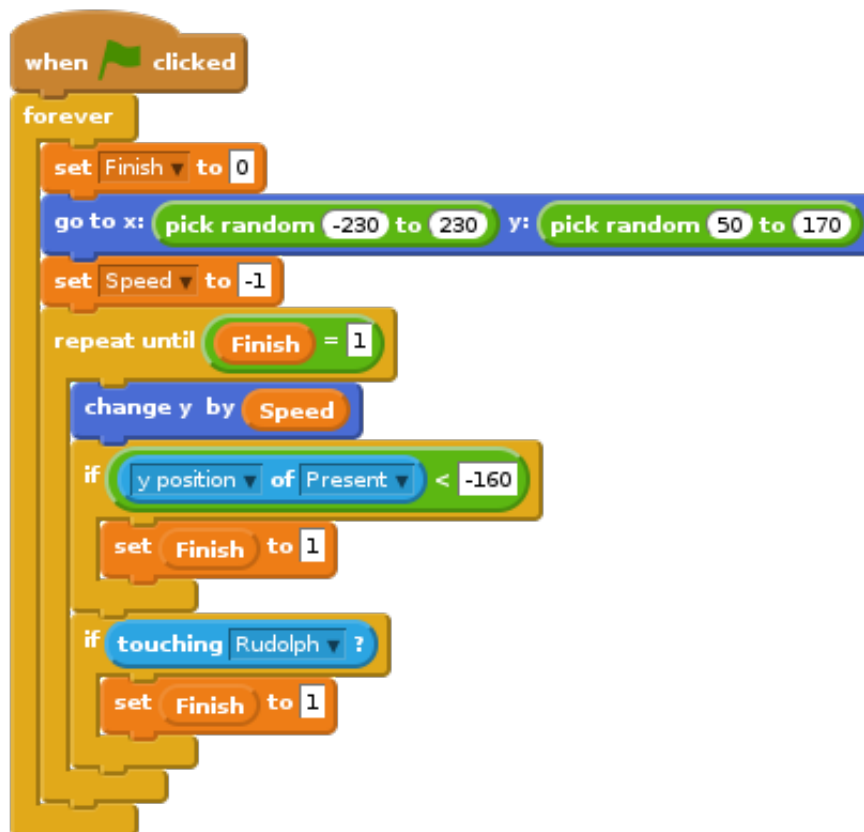 when clicked
forever
set Finish ▾ to 0
go to x: pick random -230 to 230 y: pick random 50 to 170
set Speed ▾ to -1
repeat until Finish = 1
change y by Speed
if y position ▾ of Present ▾ < -160
set Finish to 1
if touching Rudolph ▾ ?
set Finish to 1